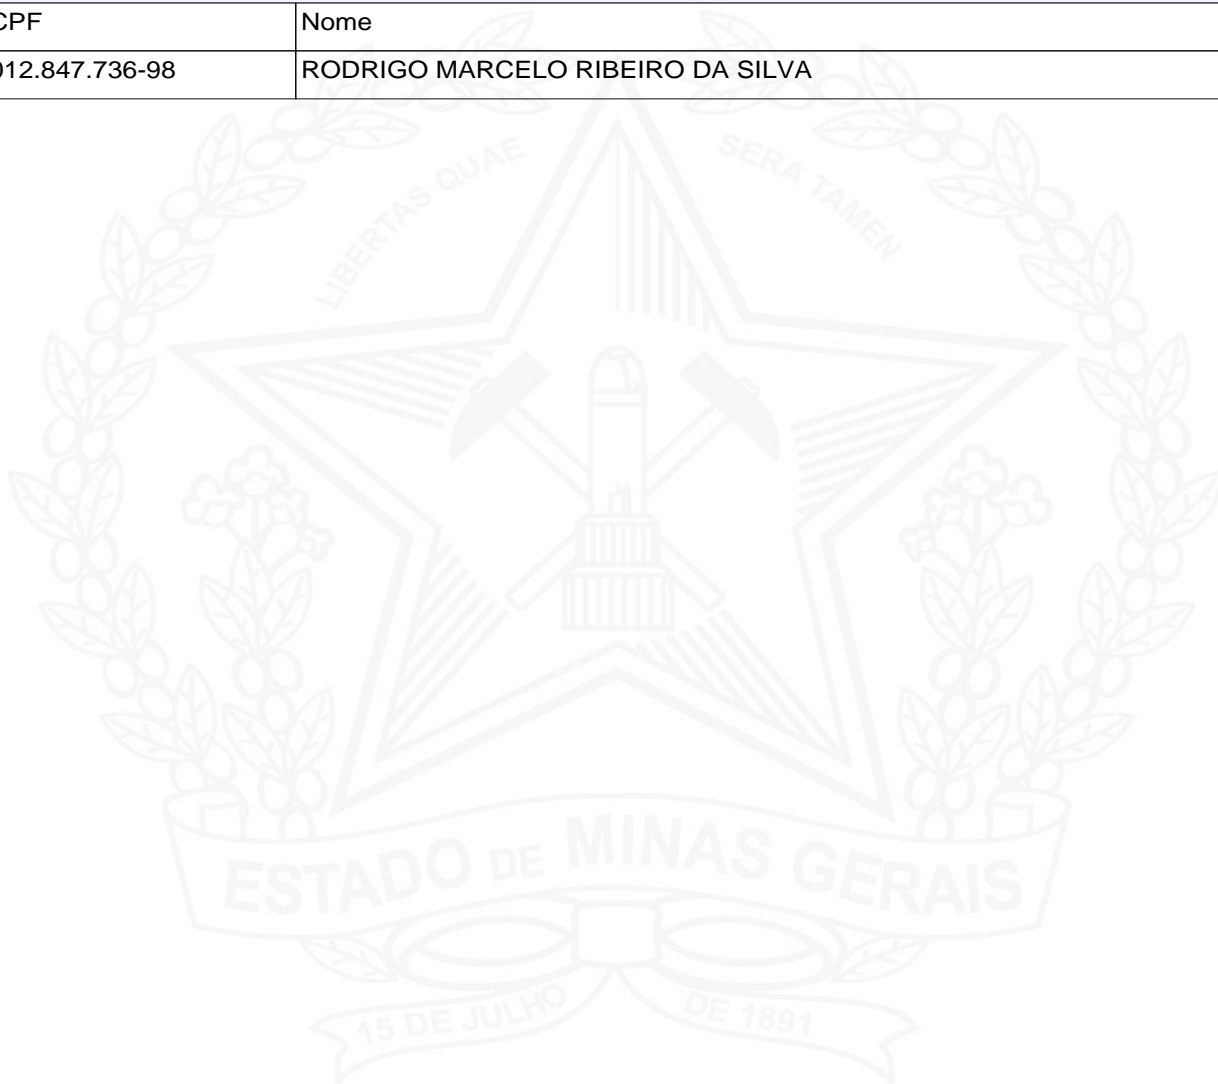 CPF Nome
012.847.736-98 RODRIGO MARCELO RIBEIRO DA SILVA
LIBERTAS QUAE SERA TAMEN
ESTADO DE MINAS GERAIS
15 DE JULHO DE 1891